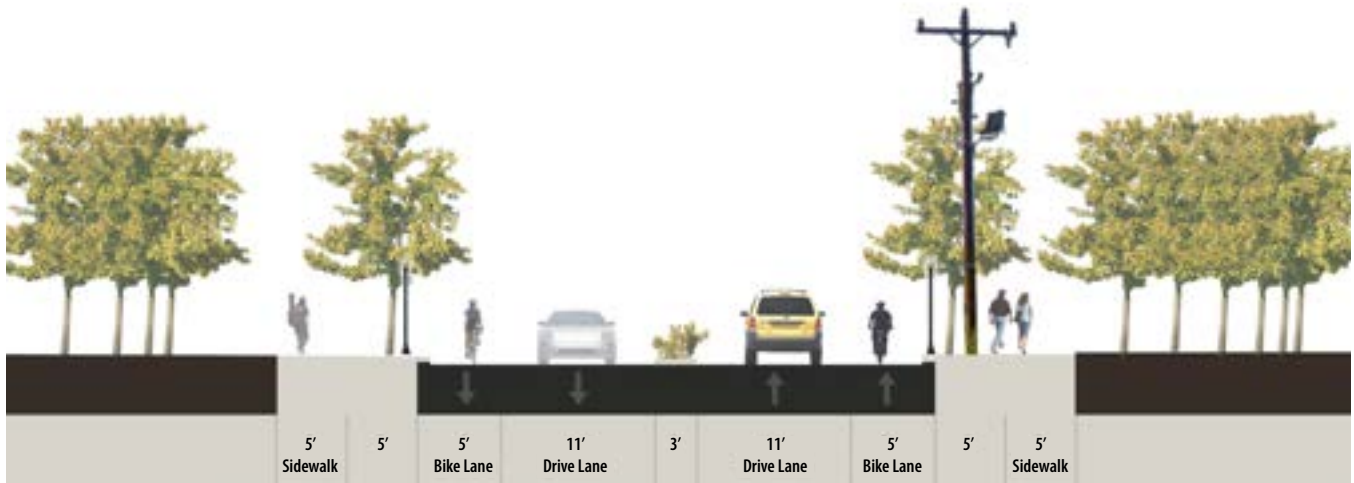 5′ 5′ 5′ 11′ 3′ 11′ 5′ 5′ 5′
Sidewalk Bike Lane Drive Lane Drive Lane Bike Lane Sidewalk